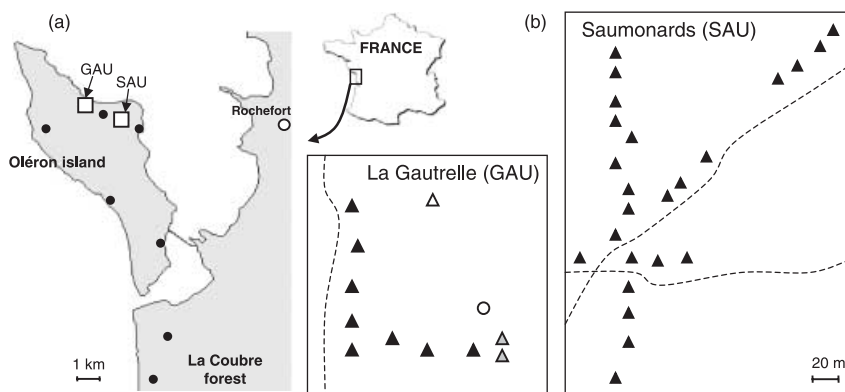 (a)
FRANCE
(b)
Saumonards (SAU)
GAU
SAU
Rochefort
Oléron island
La Gautrelle (GAU)
1 km
La Coubre
forest
20 m